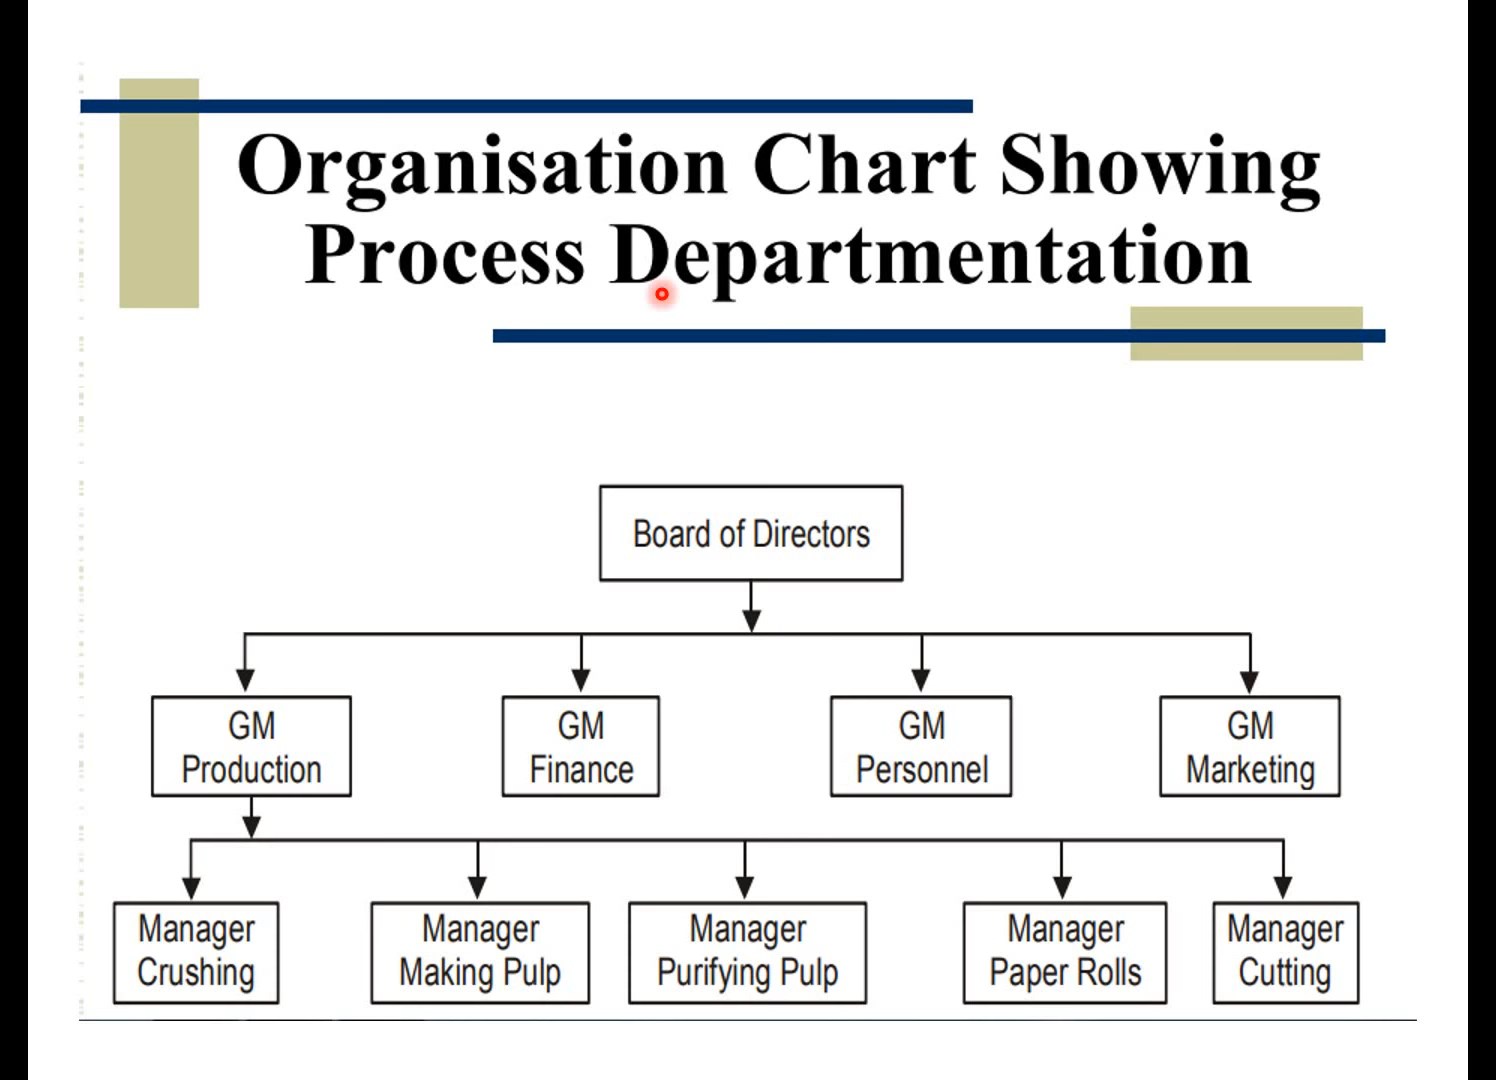 Organisation Chart Showing
Process Departmentation
Board of Directors
GM
Production
GM
Finance
GM
Personnel
GM
Marketing
Manager
Crushing
Manager
Making Pulp
Manager
Purifying Pulp
Manager
Paper Rolls
Manager
Cutting